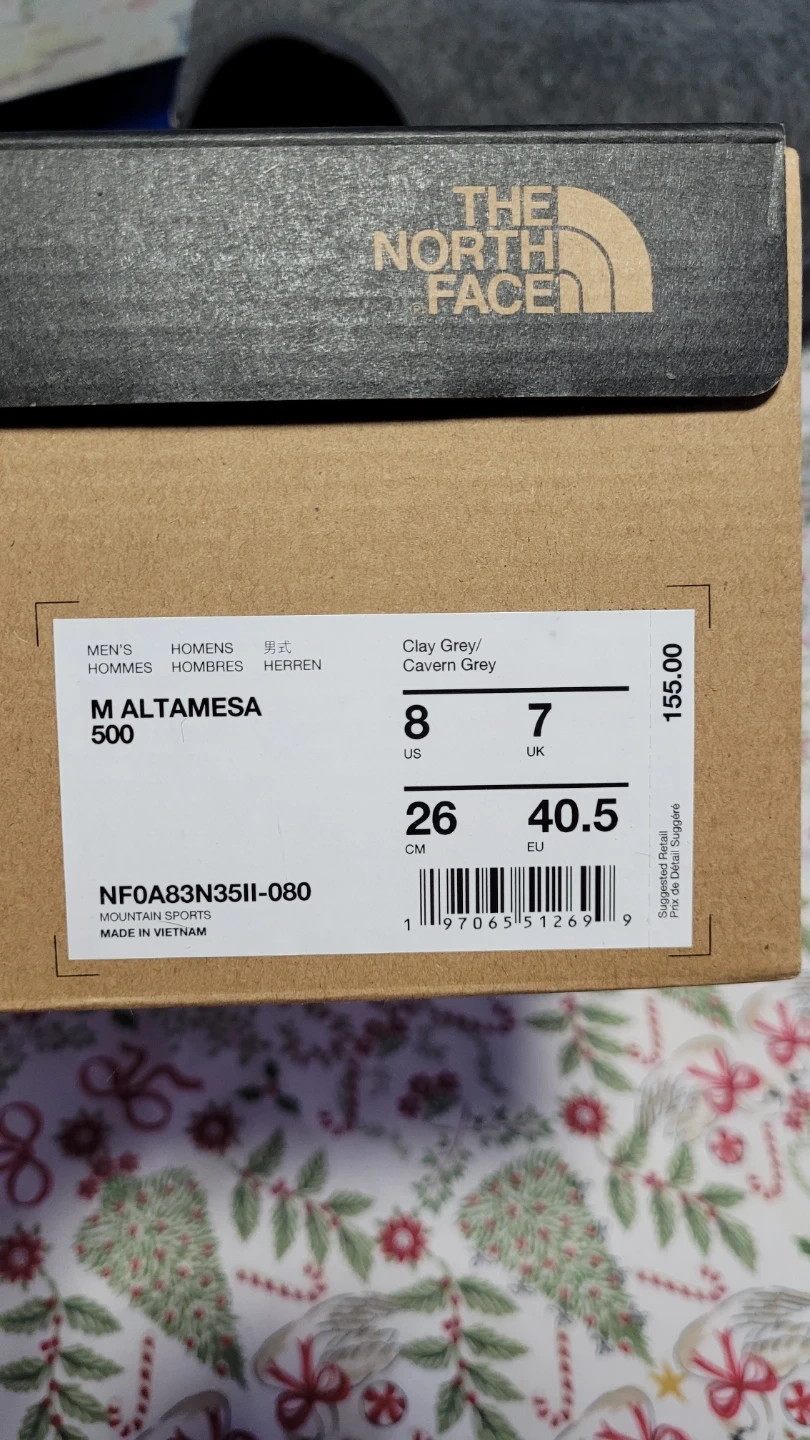 THE
NORTH
FACE
MEN'S HOMENS 男式
HOMMES HOMBRES HERREN
M ALTAMESA
500
NF0A83N35II-080
MOUNTAIN SPORTS
MADE IN VIETNAM
Clay Grey/
Cavern Grey
8 7
US UK
26 40.5
CM EU
1 97065 51269 9
155.00
Suggested Retail
Prix de Détail Suggéré